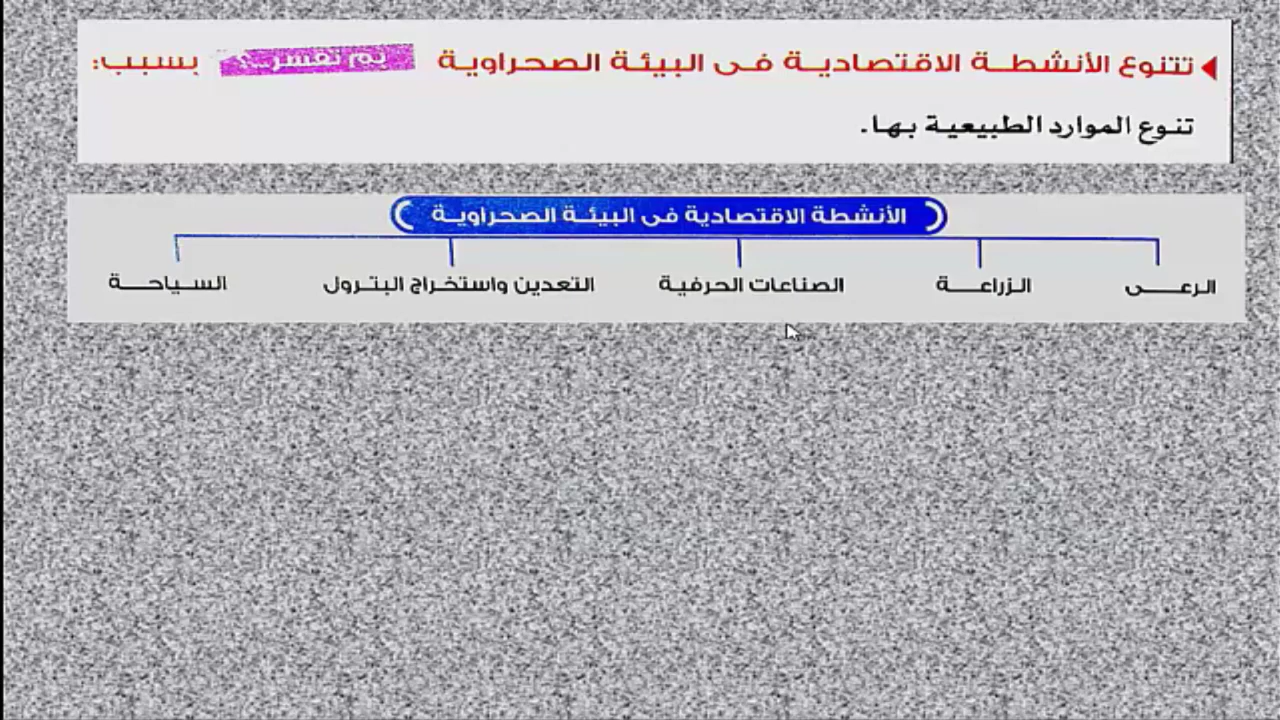 تتنوع الأنشطة الاقتصادية فى البيئة الصحراوية بم تفسر...؟ بسبب:
تنوع الموارد الطبيعية بها.
الأنشطة الاقتصادية فى البيئة الصحراوية
الرعى الزراعة الصناعات الحرفية التعدين واستخراج البترول السياحة